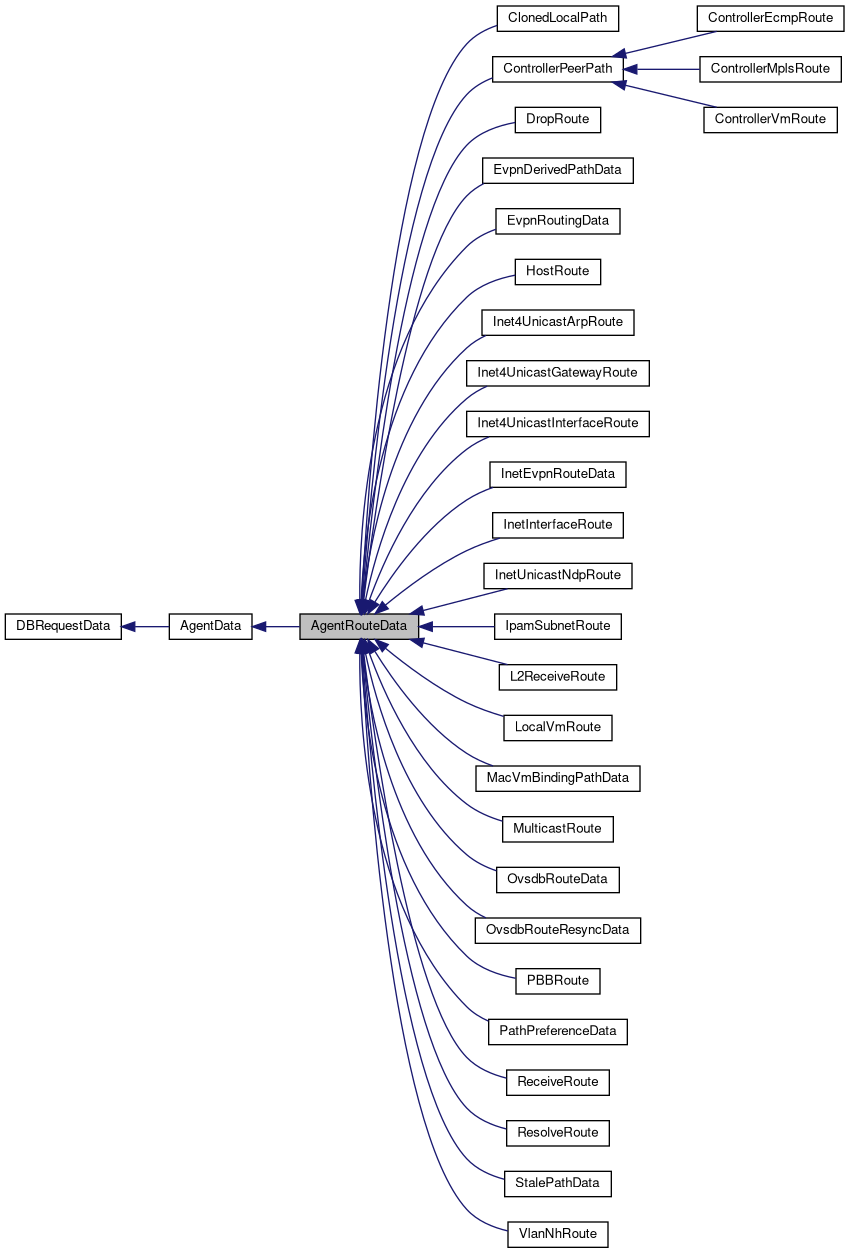 ClonedLocalPath
ControllerEcmpRoute
ControllerPeerPath
ControllerMplsRoute
DropRoute
ControllerVmRoute
EvpnDerivedPathData
EvpnRoutingData
HostRoute
Inet4UnicastArpRoute
Inet4UnicastGatewayRoute
Inet4UnicastInterfaceRoute
InetEvpnRouteData
InetInterfaceRoute
InetUnicastNdpRoute
DBRequestData
AgentData
AgentRouteData
IpamSubnetRoute
L2ReceiveRoute
LocalVmRoute
MacVmBindingPathData
MulticastRoute
OvsdbRouteData
OvsdbRouteResyncData
PBBRoute
PathPreferenceData
ReceiveRoute
ResolveRoute
StalePathData
VlanNhRoute